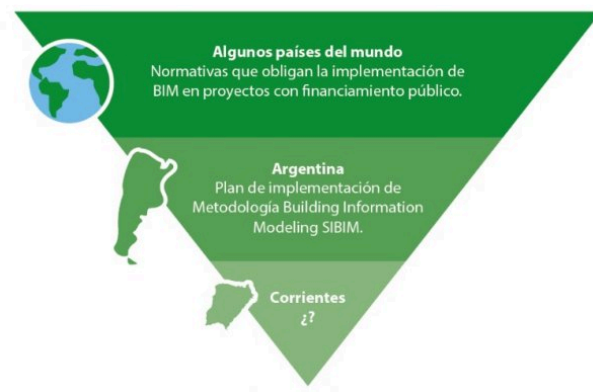 Algunos países del mundo
Normativas que obligan la implementación de
BIM en proyectos con financiamiento público.
Argentina
Plan de implementación de
Metodología Building Information
Modeling SIBIM.
Corrientes
¿?